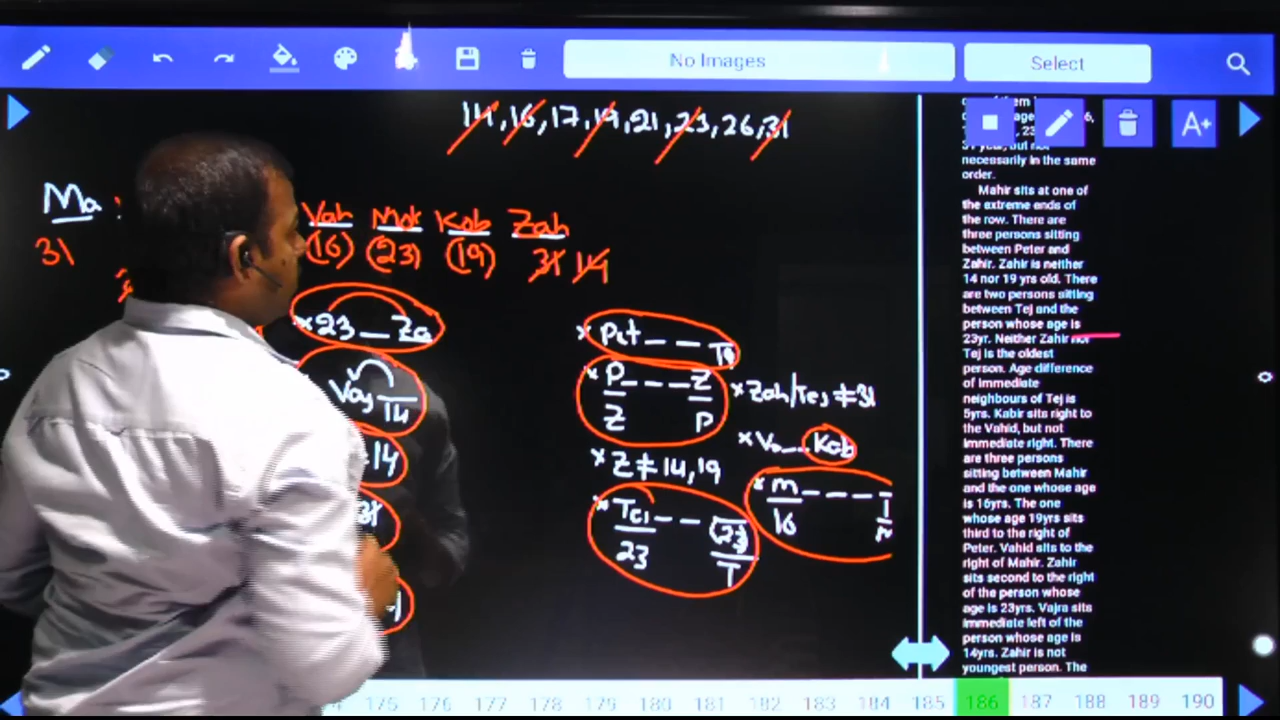 No Images
Select
A+
14, 16, 17, 19, 21, 23, 26, 31
Ma :
31
Vah Mok Kab Zah
(16) (23) (19) 31 14
* 23 _ Za
Vaj 14
14
31
* Pet _ _ 19
* P _ _ _ Z
Z P
* Zah/Tej ≠ 31
* Va _ _ Kab
* Z ≠ 14, 19
* Tej _ _ (23)
23 T
* M _ _ _
16
necessarily in the same
order.
Mahir sits at one of
the extreme ends of
the row. There are
three persons sitting
between Peter and
Zahir. Zahir is neither
14 nor 19 yrs old. There
are two persons sitting
between Tej and the
person whose age is
23yr. Neither Zahir nor
Tej is the oldest
person. Age difference
of immediate
neighbours of Tej is
5yrs. Kabir sits right to
the Vahid, but not
immediate right. There
are three persons
sitting between Mahir
and the one whose age
is 16yrs. The one
whose age 19yrs sits
third to the right of
Peter. Vahid sits to the
right of Mahir. Zahir
sits second to the right
of the person whose
age is 23yrs. Vajra sits
immediate left of the
person whose age is
14yrs. Zahir is not
youngest person. The
175 176 177 178 179 180 181 182 183 184 185 186 187 188 189 190